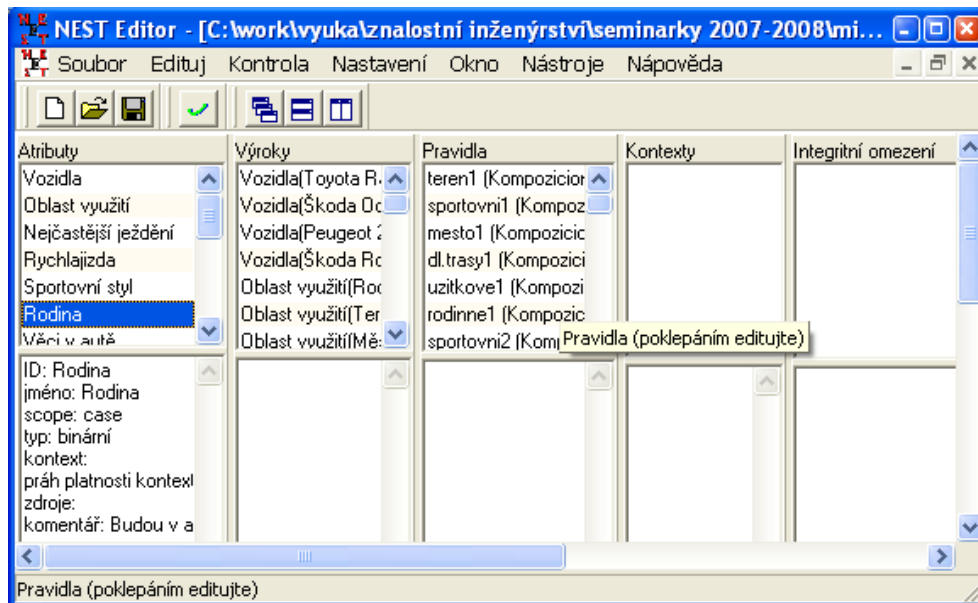 NEST Editor - [C:\work\vyuka\znalostní inženýrství\seminarky 2007-2008\mi...
Soubor Edituj Kontrola Nastavení Okno Nástroje Nápověda
Atributy
Vozidla
Oblast využití
Nejčastější ježdění
Rychlajizda
Sportovní styl
Rodina
Věci v autě
Výroky
Vozidla(Toyota R
Vozidla(Škoda Oc
Vozidla(Peugeot 2
Vozidla(Škoda Ro
Oblast využití(Roo
Oblast využití(Ter
Oblast využití(Mě
Pravidla
teren1 (Kompozicior
sportovni1 (Kompoz
mesto1 (Kompozicio
dl.trasy1 (Kompozici
uzitkove1 (Kompozi
rodinne1 (Kompozic
sportovni2 (Kom
Pravidla (poklepáním editujte)
Kontexty
Integritní omezení
ID: Rodina
jméno: Rodina
scope: case
typ: binární
kontext:
práh platnosti kontext
zdroje:
komentář: Budou v a
Pravidla (poklepáním editujte)